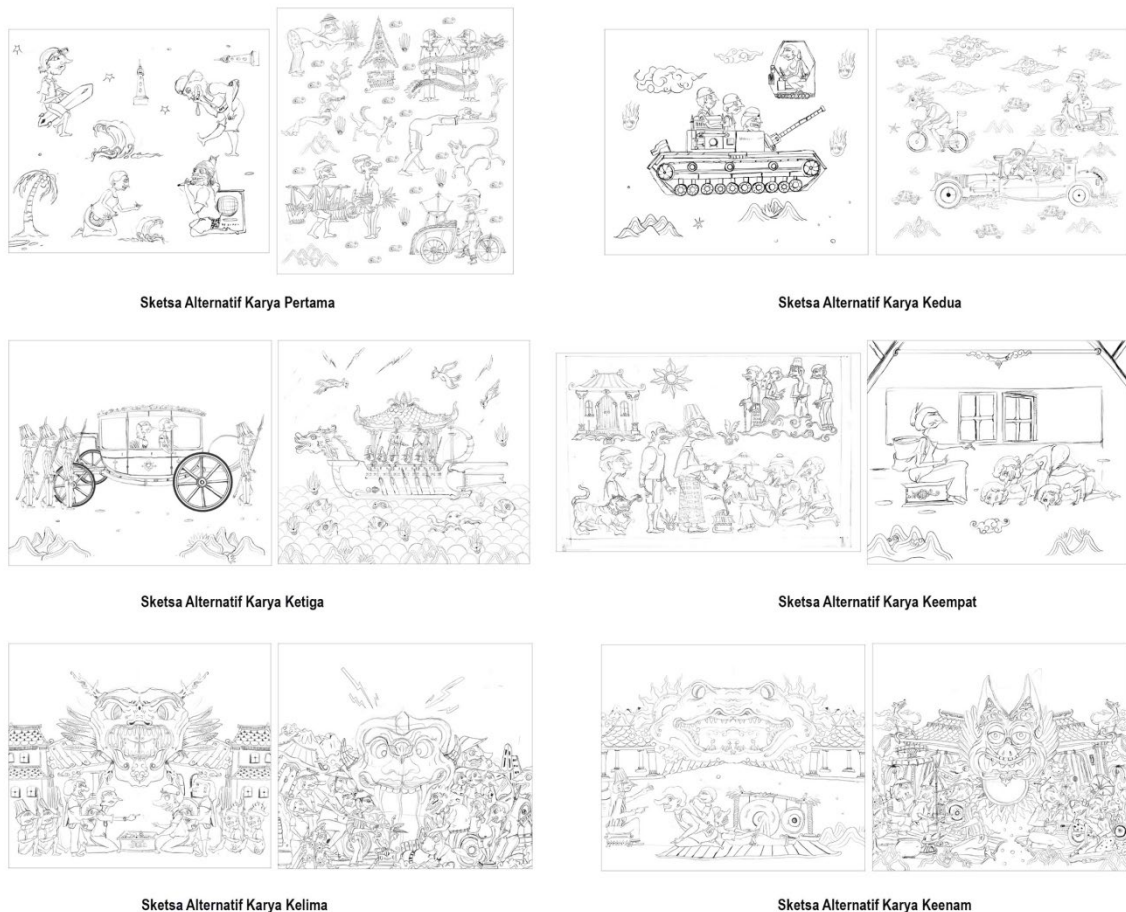 Sketsa Alternatif Karya Pertama
Sketsa Alternatif Karya Kedua
Sketsa Alternatif Karya Ketiga
Sketsa Alternatif Karya Keempat
Sketsa Alternatif Karya Kelima
Sketsa Alternatif Karya Keenam